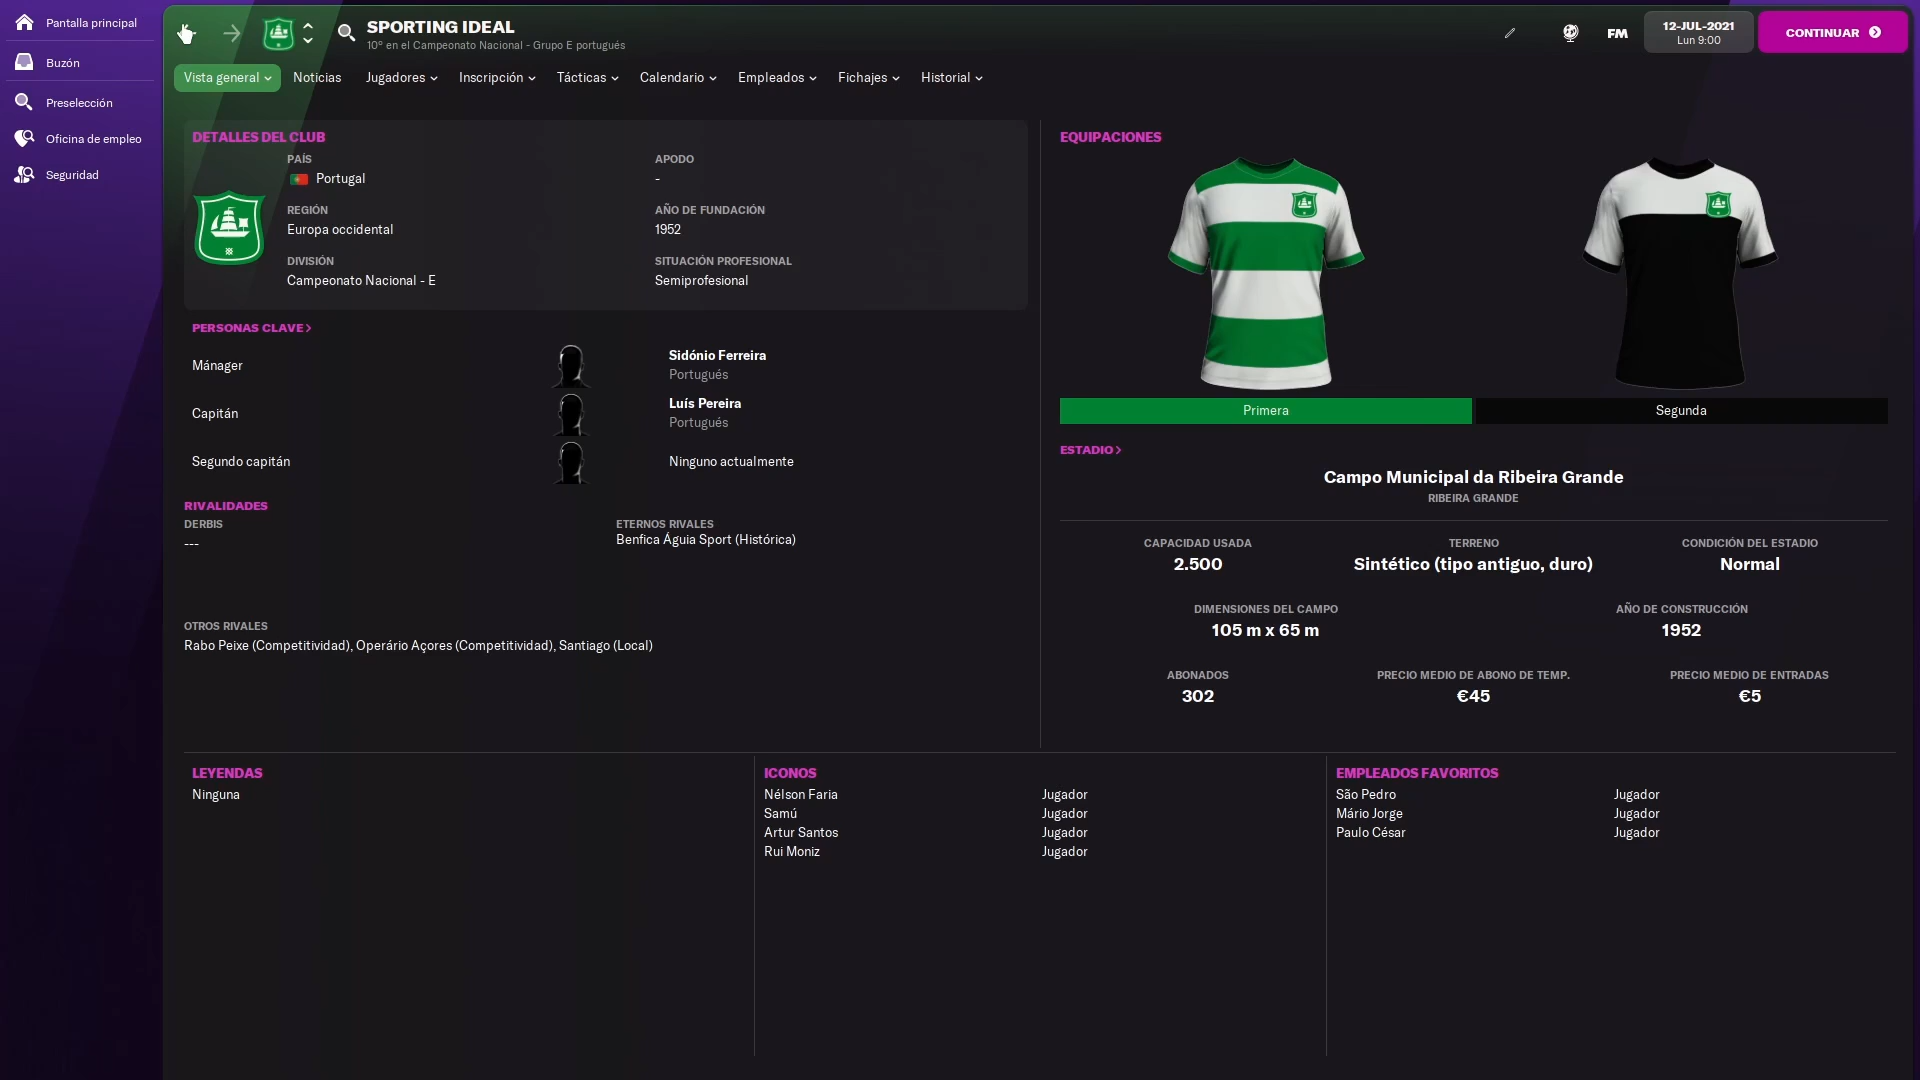 Pantalla principal
Buzón
Preselección
Oficina de empleo
Seguridad
SPORTING IDEAL
10º en el Campeonato Nacional - Grupo E portugués
FM
12-JUL-2021
Lun 9:00
CONTINUAR
Vista general
Noticias
Jugadores
Inscripción
Tácticas
Calendario
Empleados
Fichajes
Historial
DETALLES DEL CLUB
PAÍS
Portugal
APODO
-
REGIÓN
Europa occidental
AÑO DE FUNDACIÓN
1952
DIVISIÓN
Campeonato Nacional - E
SITUACIÓN PROFESIONAL
Semiprofesional
PERSONAS CLAVE
Mánager
Sidónio Ferreira
Portugués
Capitán
Luís Pereira
Portugués
Segundo capitán
Ninguno actualmente
RIVALIDADES
DERBIS
---
ETERNOS RIVALES
Benfica Águia Sport (Histórica)
OTROS RIVALES
Rabo Peixe (Competitividad), Operário Açores (Competitividad), Santiago (Local)
EQUIPACIONES
Primera
Segunda
ESTADIO
Campo Municipal da Ribeira Grande
RIBEIRA GRANDE
CAPACIDAD USADA
2.500
TERRENO
Sintético (tipo antiguo, duro)
CONDICIÓN DEL ESTADIO
Normal
DIMENSIONES DEL CAMPO
105 m x 65 m
AÑO DE CONSTRUCCIÓN
1952
ABONADOS
302
PRECIO MEDIO DE ABONO DE TEMP.
€45
PRECIO MEDIO DE ENTRADAS
€5
LEYENDAS
Ninguna
ICONOS
Nélson Faria Jugador
Samú Jugador
Artur Santos Jugador
Rui Moniz Jugador
EMPLEADOS FAVORITOS
São Pedro Jugador
Mário Jorge Jugador
Paulo César Jugador